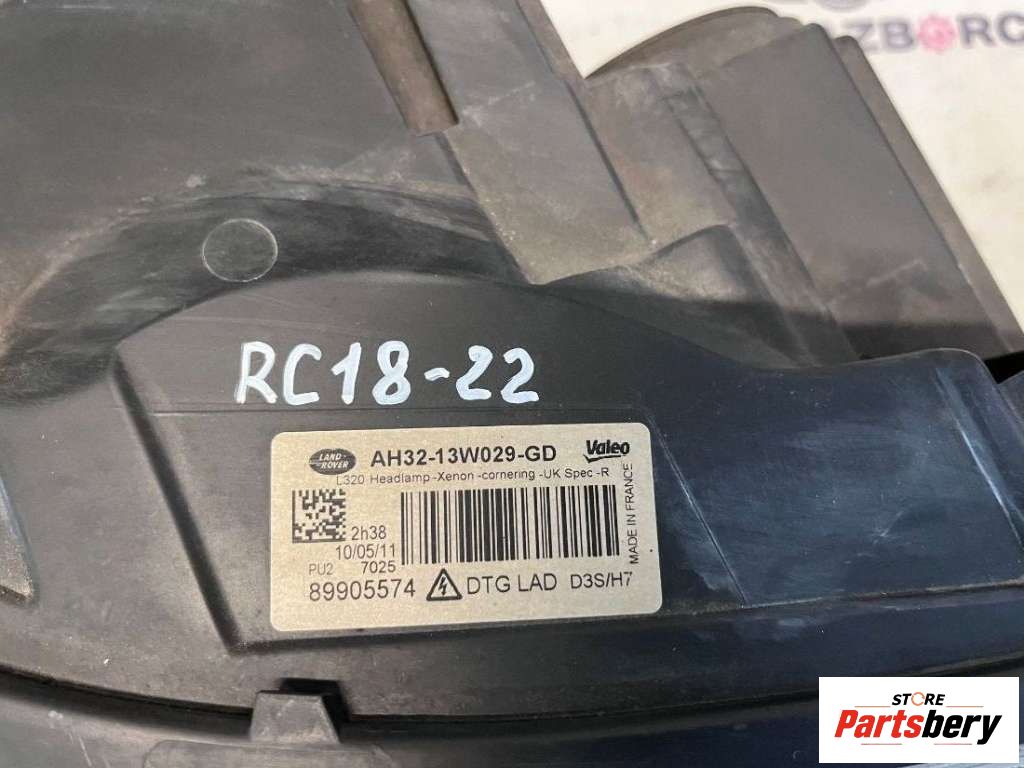 ZBORC
RC18-22
LAND ROVER
AH32-13W029-GD
Valeo
L320 Headlamp -Xenon -cornering -UK Spec -R
MADE IN FRANCE
2h38
10/05/11
PU2 7025
89905574
DTG LAD D3S/H7
STORE
Partsbery